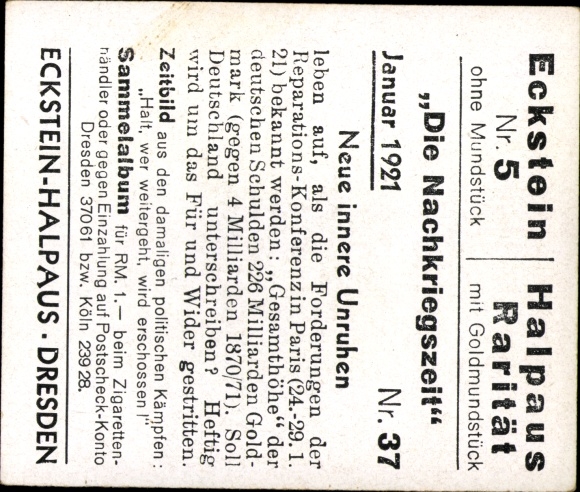 Eckstein Halpaus
Nr. 5 Rarität
ohne Mundstück mit Goldmundstück
„Die Nachkriegszeit"
Januar 1921 Nr. 37
Neue innere Unruhen
leben auf, als die Forderungen der
Reparations-Konferenz in Paris (24.-29. 1.
21) bekannt werden: „Gesamthöhe" der
deutschen Schulden 226 Milliarden Gold-
mark (gegen 4 Milliarden 1870/71). Soll
Deutschland unterschreiben? Heftig
wird um das Für und Wider gestritten.
Zeitbild aus den damaligen politischen Kämpfen:
„Halt, wer weitergeht, wird erschossen!"
Sammelalbum für RM. 1.— beim Zigaretten-
händler oder gegen Einzahlung auf Postscheck-Konto
Dresden 37061 bzw. Köln 23928.
ECKSTEIN-HALPAUS · DRESDEN